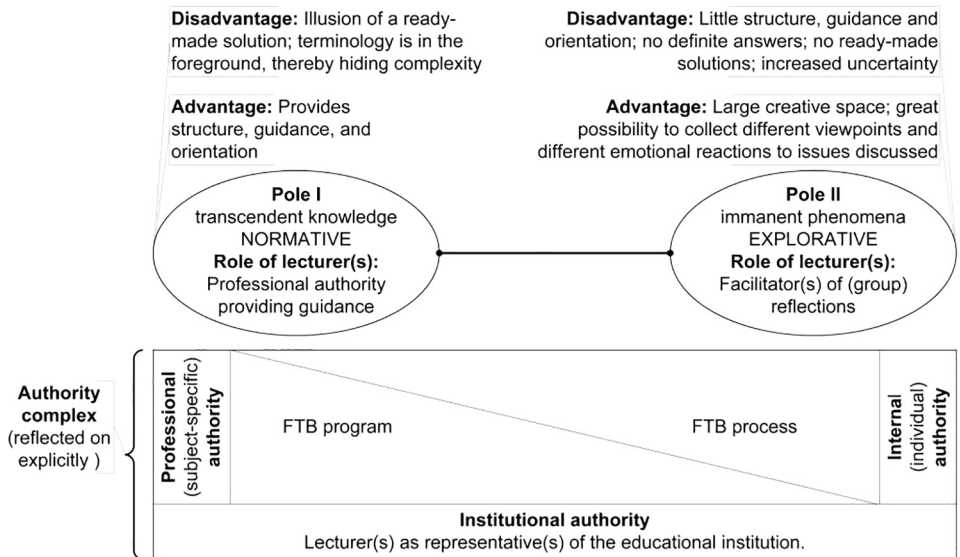 Disadvantage: Illusion of a ready-
made solution; terminology is in the
foreground, thereby hiding complexity
Advantage: Provides
structure, guidance, and
orientation
Disadvantage: Little structure, guidance and
orientation; no definite answers; no ready-made
solutions; increased uncertainty
Advantage: Large creative space; great
possibility to collect different viewpoints and
different emotional reactions to issues discussed
Pole I
transcendent knowledge
NORMATIVE
Role of lecturer(s):
Professional authority
providing guidance
Pole II
immanent phenomena
EXPLORATIVE
Role of lecturer(s):
Facilitator(s) of (group)
reflections
Authority
complex
(reflected on
explicitly )
Professional
(subject-specific)
authority
FTB program
FTB process
Internal
(individual)
authority
Institutional authority
Lecturer(s) as representative(s) of the educational institution.